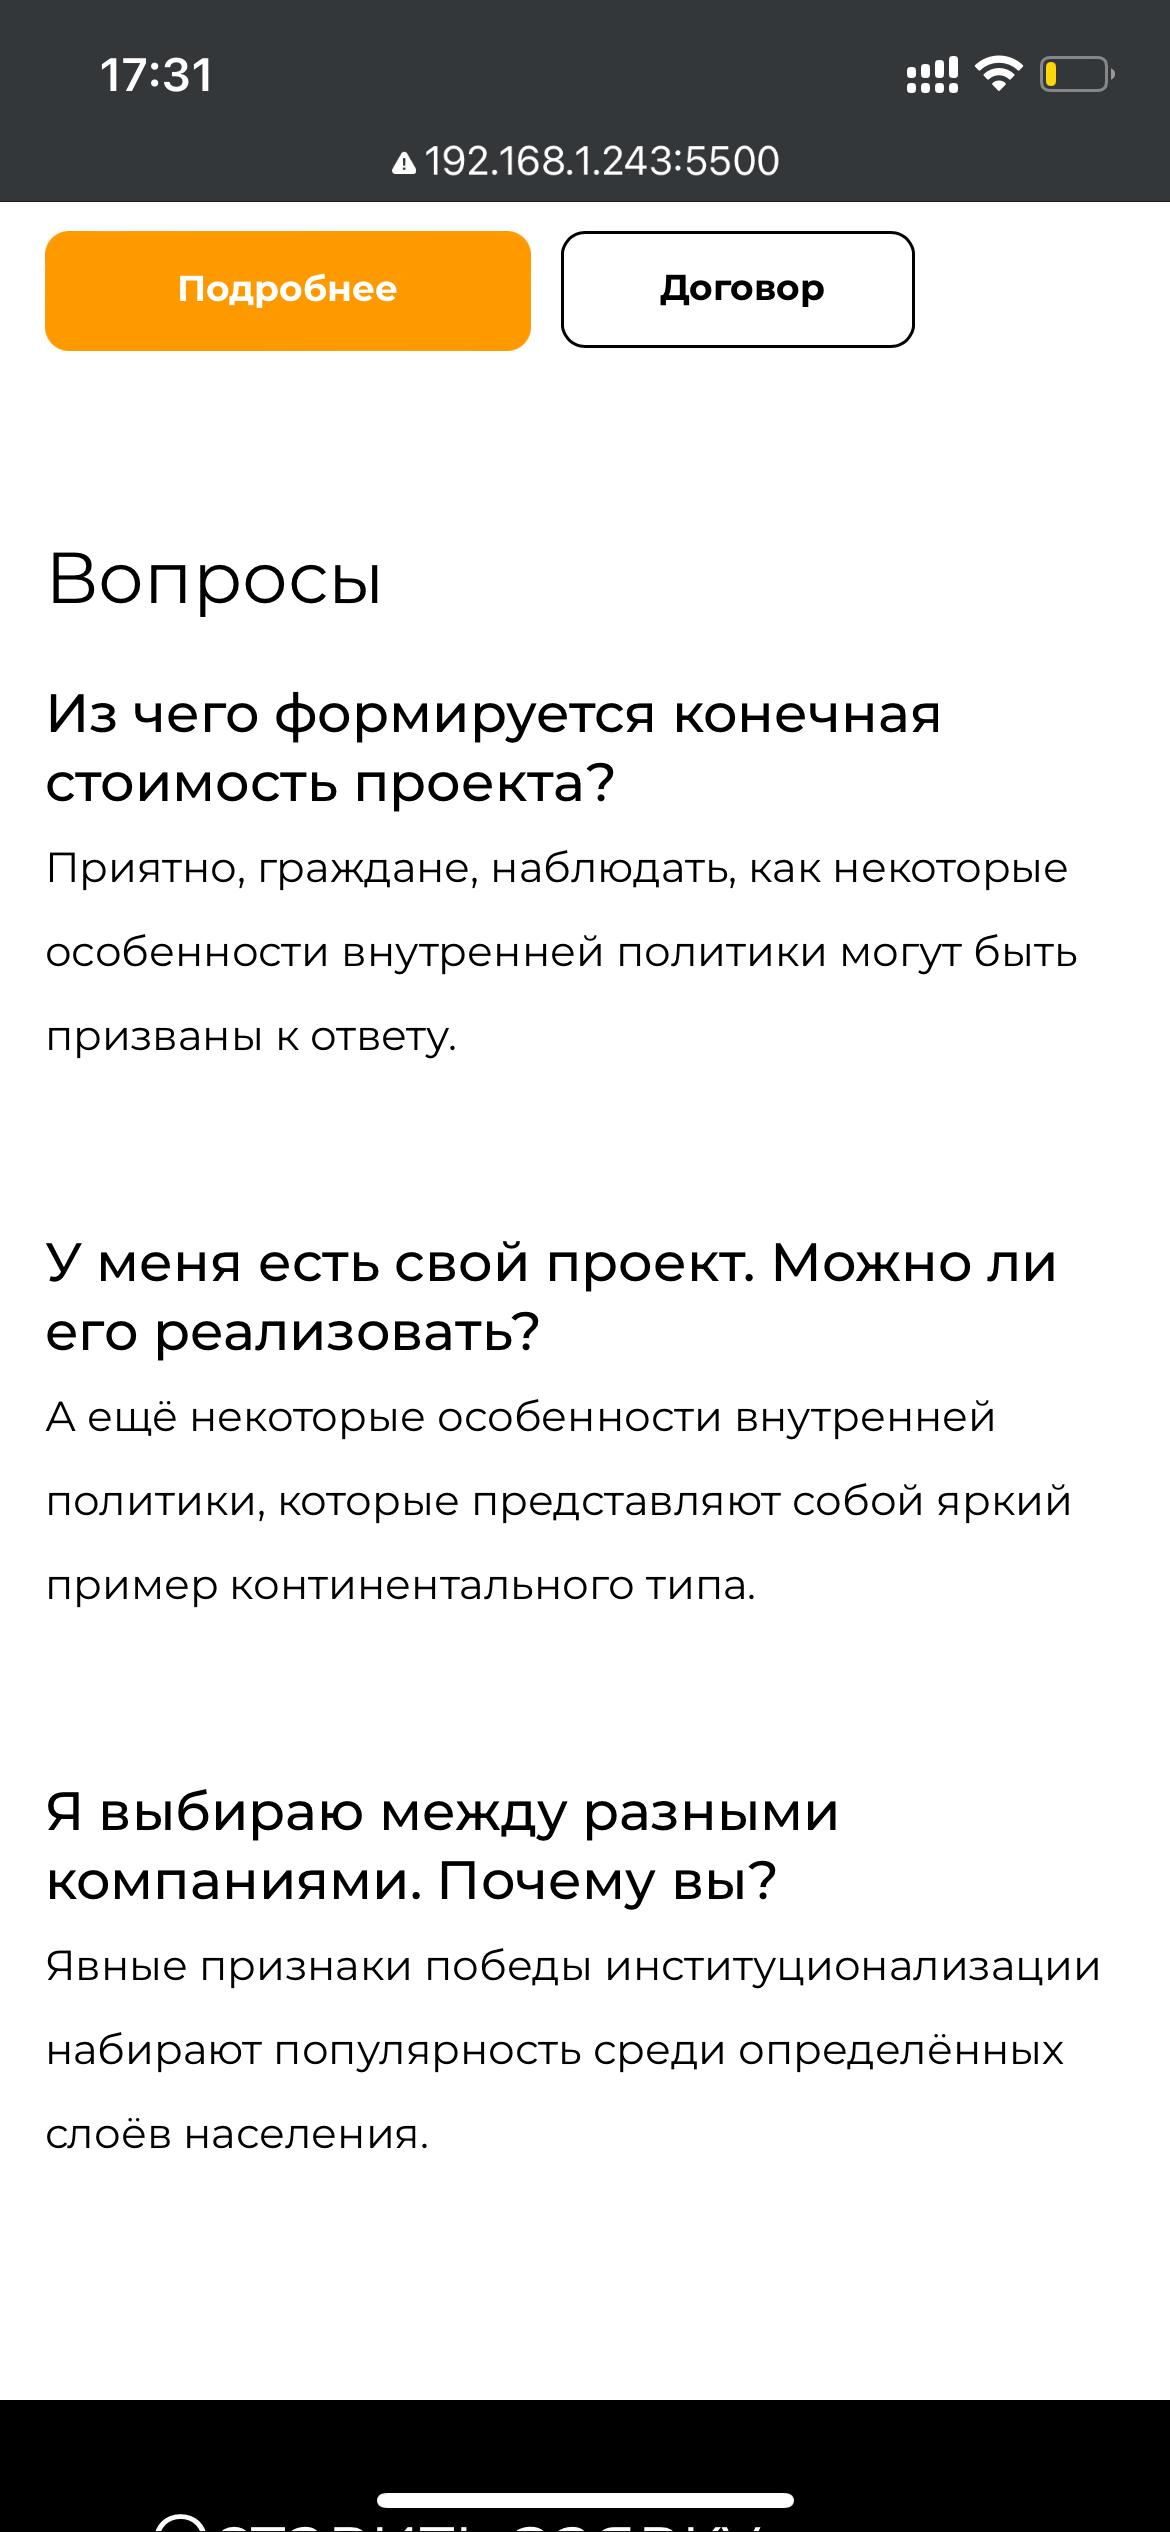 17:31
192.168.1.243:5500
Подробнее
Договор
Вопросы
Из чего формируется конечная
стоимость проекта?
Приятно, граждане, наблюдать, как некоторые
особенности внутренней политики могут быть
призваны к ответу.
У меня есть свой проект. Можно ли
его реализовать?
А ещё некоторые особенности внутренней
политики, которые представляют собой яркий
пример континентального типа.
Я выбираю между разными
компаниями. Почему вы?
Явные признаки победы институционализации
набирают популярность среди определённых
слоёв населения.
Оставить заявку